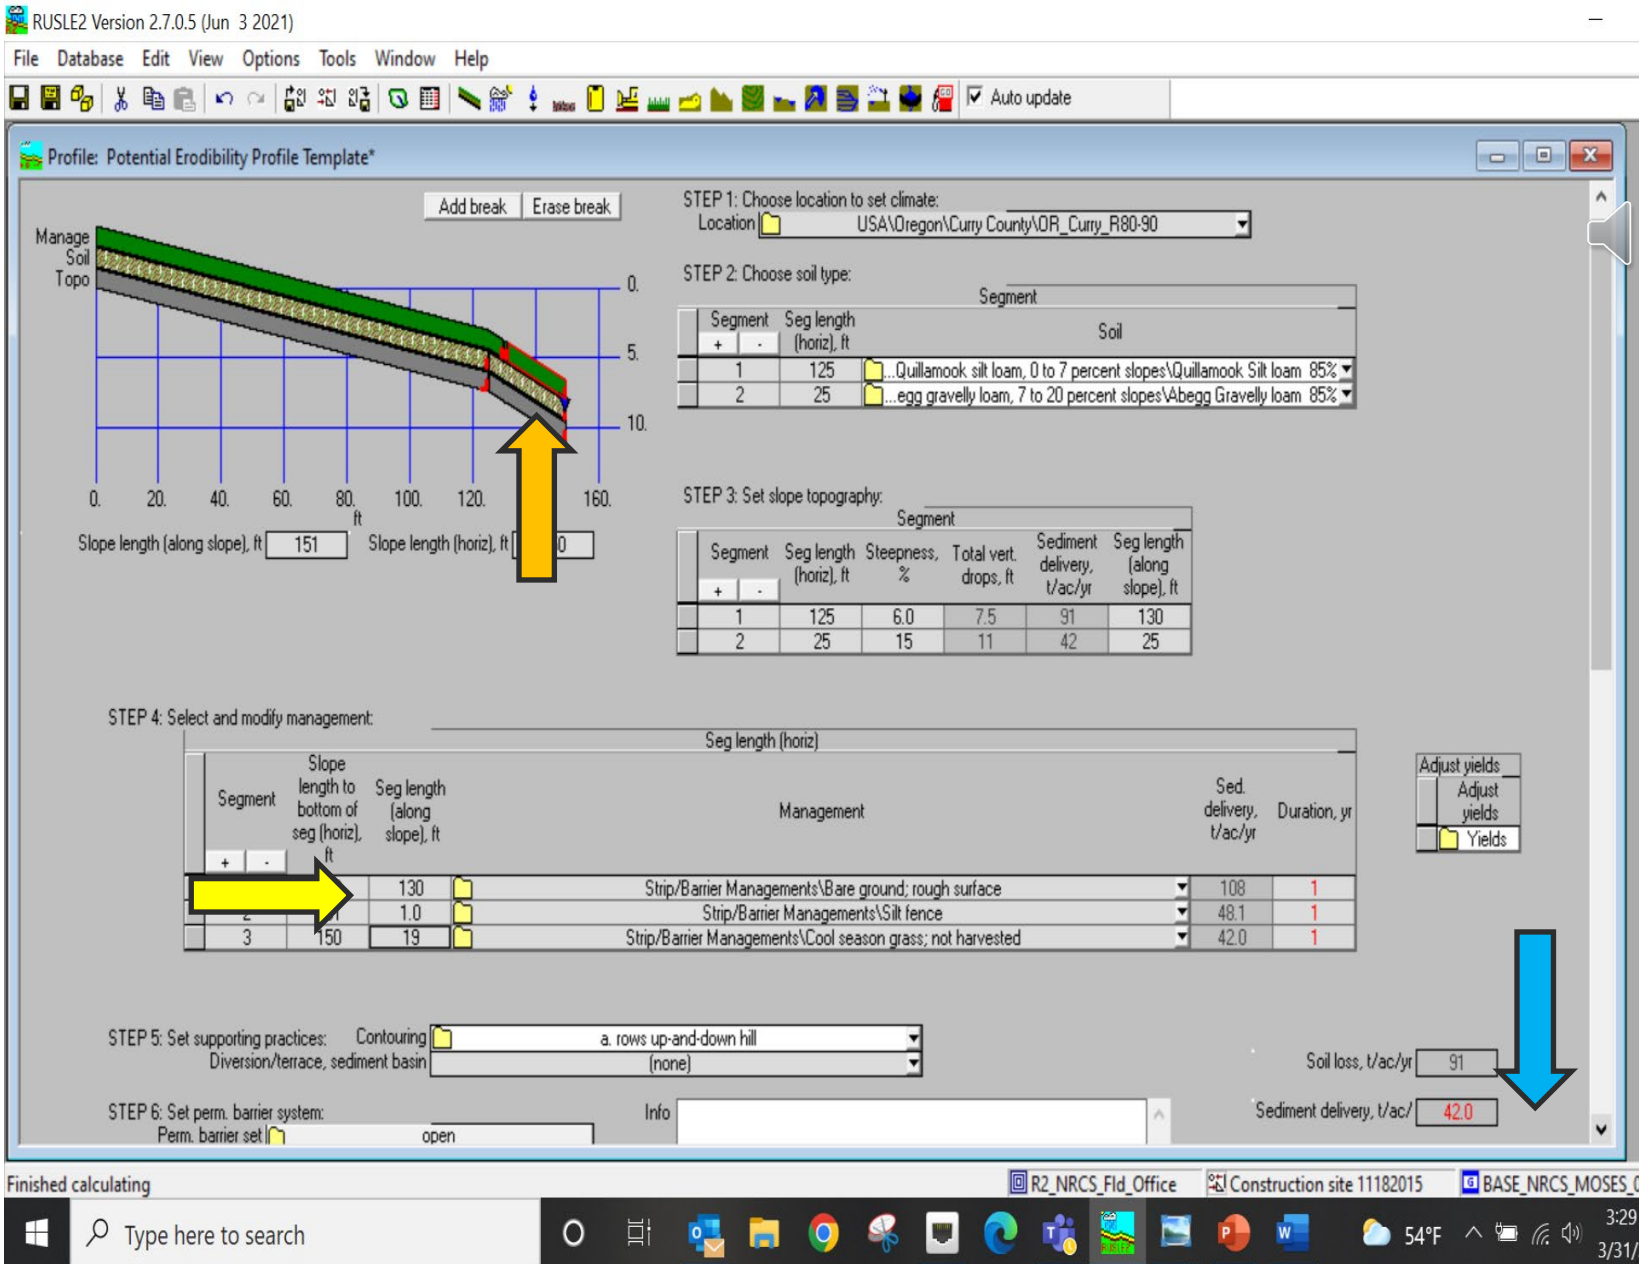 RUSLE2 Version 2.7.0.5 (Jun 3 2021)
File Database Edit View Options Tools Window Help
Auto update
Profile: Potential Erodibility Profile Template*
Add break Erase break
Manage
Soil
Topo
0.
5.
10.
0. 20. 40. 60. 80. 100. 120. 160.
ft
Slope length (along slope), ft 151 Slope length (horiz), ft 0
STEP 1: Choose location to set climate:
Location USA\Oregon\Curry County\OR_Curry_R80-90
STEP 2: Choose soil type:
Segment
Segment Seg length (horiz), ft Soil
+ -
1 125 ...Quillamook silt loam, 0 to 7 percent slopes\Quillamook Silt loam 85%
2 25 ...egg gravelly loam, 7 to 20 percent slopes\Abegg Gravelly loam 85%
STEP 3: Set slope topography:
Segment
Segment Seg length (horiz), ft Steepness, % Total vert. drops, ft Sediment delivery, t/ac/yr Seg length (along slope), ft
+ -
1 125 6.0 7.5 91 130
2 25 15 11 42 25
STEP 4: Select and modify management:
Seg length (horiz)
Segment Slope length to bottom of seg (horiz), ft Seg length (along slope), ft Management Sed. delivery, t/ac/yr Duration, yr
+ -
130 Strip/Barrier Managements\Bare ground; rough surface 108 1
2 1.0 Strip/Barrier Managements\Silt fence 48.1 1
3 150 19 Strip/Barrier Managements\Cool season grass; not harvested 42.0 1
Adjust yields
Adjust yields
Yields
STEP 5: Set supporting practices: Contouring a. rows up-and-down hill
Diversion/terrace, sediment basin (none)
Soil loss, t/ac/yr 91
STEP 6: Set perm. barrier system: Info
Sediment delivery, t/ac/ 42.0
Perm. barrier set open
Finished calculating R2_NRCS_Fld_Office Construction site 11182015 BASE_NRCS_MOSES_
Type here to search
RUSLE2
54°F
3:29
3/31/